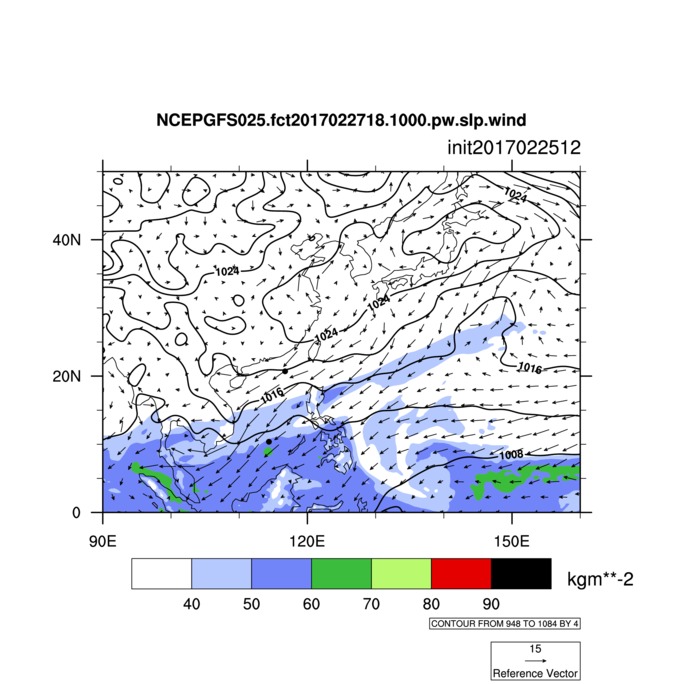 NCEPGFS025.fct2017022718.1000.pw.slp.wind
init2017022512
1024
40N
1024
1024
1024
20N
1016
1016
1008
0
90E 120E 150E
40 50 60 70 80 90 kgm**-2
CONTOUR FROM 948 TO 1084 BY 4
15
Reference Vector